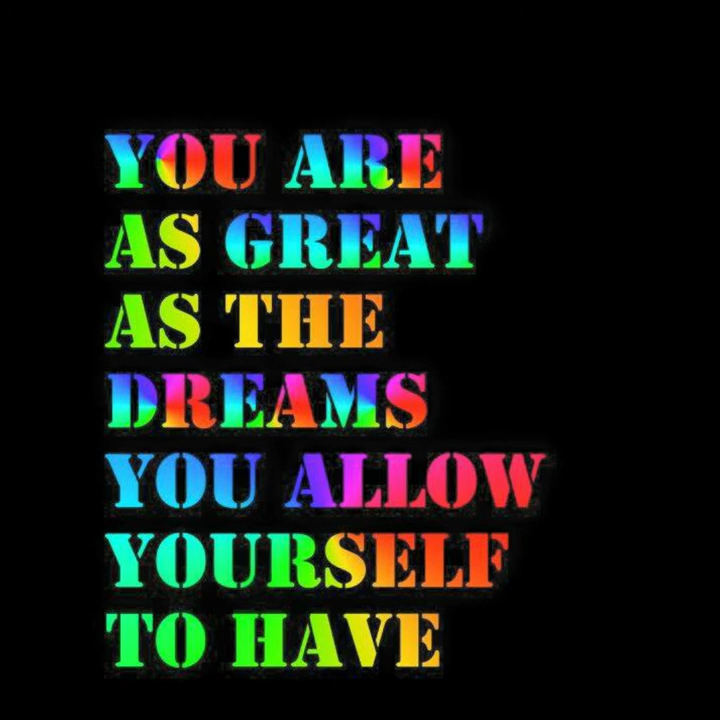 YOU ARE
AS GREAT
AS THE
DREAMS
YOU ALLOW
YOURSELF
TO HAVE